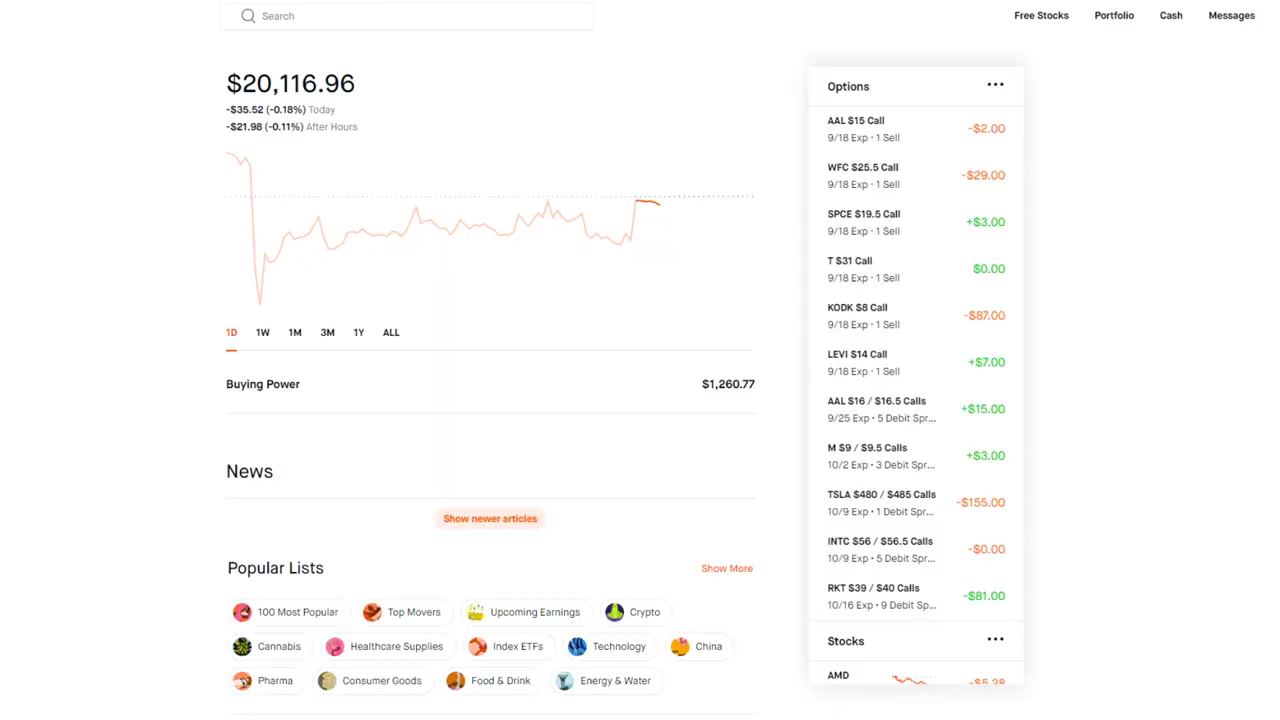 Search
Free Stocks Portfolio Cash Messages
$20,116.96
-$35.52 (-0.18%) Today
-$21.98 (-0.11%) After Hours
1D 1W 1M 3M 1Y ALL
Buying Power $1,260.77
News
Show newer articles
Popular Lists Show More
100 Most Popular Top Movers Upcoming Earnings Crypto
Cannabis Healthcare Supplies Index ETFs Technology China
Pharma Consumer Goods Food & Drink Energy & Water
Options
AAL $15 Call -$2.00
9/18 Exp • 1 Sell
WFC $25.5 Call -$29.00
9/18 Exp • 1 Sell
SPCE $19.5 Call +$3.00
9/18 Exp • 1 Sell
T $31 Call $0.00
9/18 Exp • 1 Sell
KODK $8 Call -$87.00
9/18 Exp • 1 Sell
LEVI $14 Call +$7.00
9/18 Exp • 1 Sell
AAL $16 / $16.5 Calls +$15.00
9/25 Exp • 5 Debit Spr...
M $9 / $9.5 Calls +$3.00
10/2 Exp • 3 Debit Spr...
TSLA $480 / $485 Calls -$155.00
10/9 Exp • 1 Debit Spr...
INTC $56 / $56.5 Calls -$0.00
10/9 Exp • 5 Debit Spr...
RKT $39 / $40 Calls -$81.00
10/16 Exp • 9 Debit Sp...
Stocks
AMD -$5.28